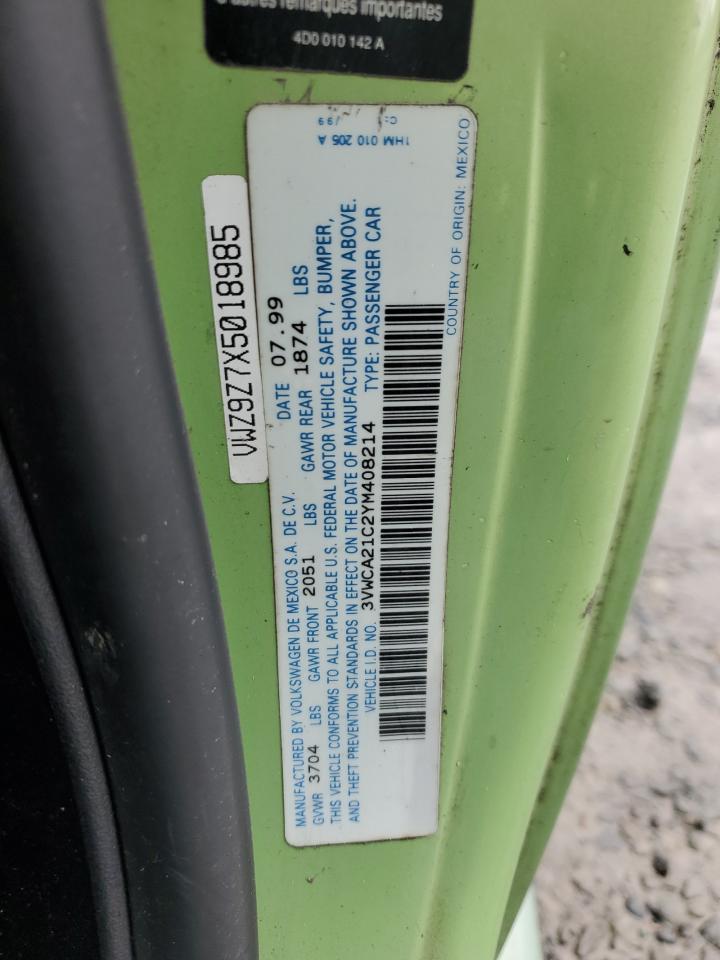 d'autres remarques importantes
4D0 010 142 A
1HM 010 205 A
VWZ9Z7X5018985
MANUFACTURED BY VOLKSWAGEN DE MEXICO S.A. DE C.V. DATE 07.99
GVWR 3704 LBS GAWR FRONT 2051 LBS GAWR REAR 1874 LBS
THIS VEHICLE CONFORMS TO ALL APPLICABLE U.S. FEDERAL MOTOR VEHICLE SAFETY, BUMPER,
AND THEFT PREVENTION STANDARDS IN EFFECT ON THE DATE OF MANUFACTURE SHOWN ABOVE.
VEHICLE I.D. NO. 3VWCA21C2YM408214 TYPE: PASSENGER CAR
COUNTRY OF ORIGIN: MEXICO